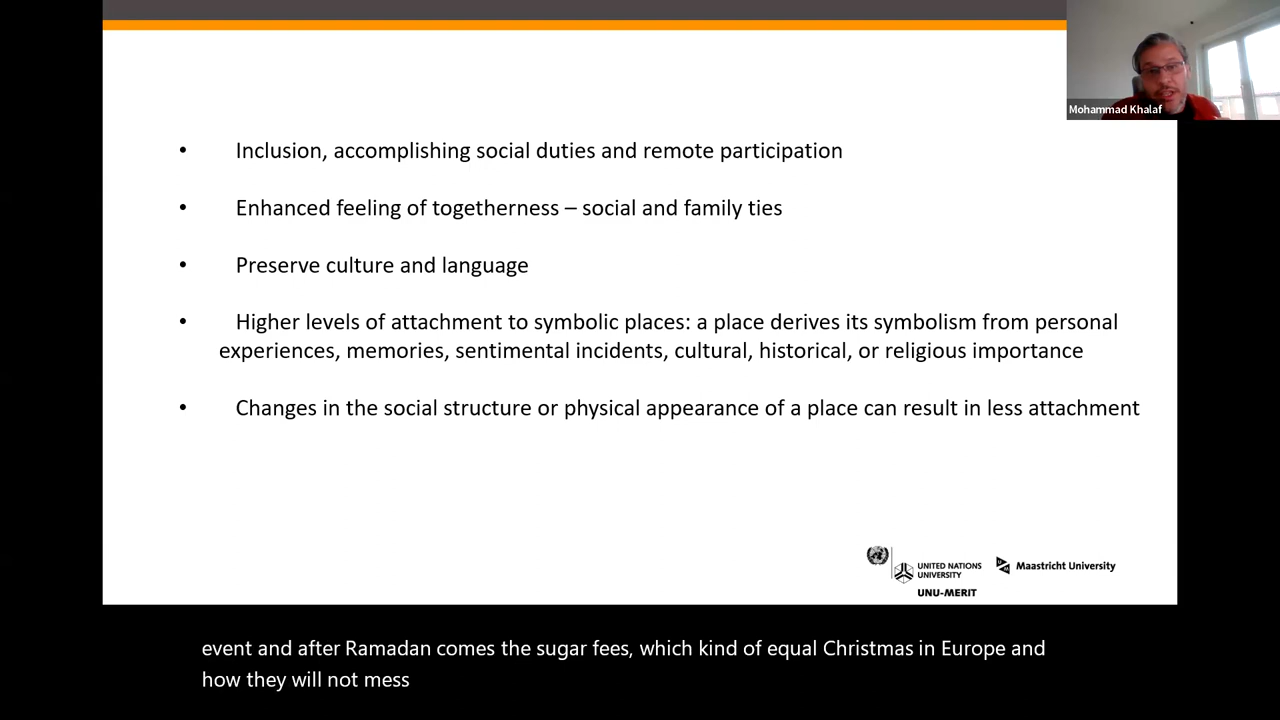 Mohammad Khalaf
• Inclusion, accomplishing social duties and remote participation
• Enhanced feeling of togetherness – social and family ties
• Preserve culture and language
• Higher levels of attachment to symbolic places: a place derives its symbolism from personal
experiences, memories, sentimental incidents, cultural, historical, or religious importance
• Changes in the social structure or physical appearance of a place can result in less attachment
UNITED NATIONS
UNIVERSITY
UNU-MERIT
Maastricht University
event and after Ramadan comes the sugar fees, which kind of equal Christmas in Europe and
how they will not mess